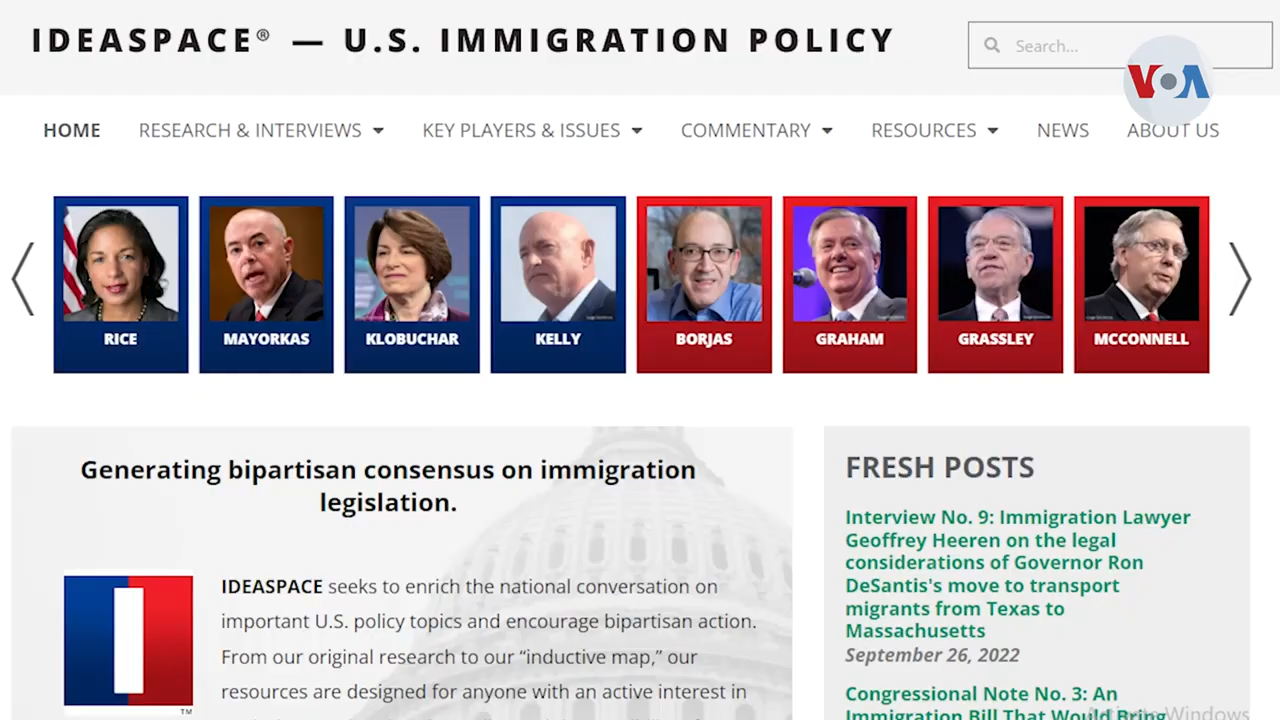 IDEASPACE® — U.S. IMMIGRATION POLICY
Search...
VOA
HOME
RESEARCH & INTERVIEWS
KEY PLAYERS & ISSUES
COMMENTARY
RESOURCES
NEWS
ABOUT US
RICE
MAYORKAS
KLOBUCHAR
KELLY
BORJAS
GRAHAM
GRASSLEY
MCCONNELL
Generating bipartisan consensus on immigration
legislation.
IDEASPACE seeks to enrich the national conversation on
important U.S. policy topics and encourage bipartisan action.
From our original research to our “inductive map,” our
resources are designed for anyone with an active interest in
TM
FRESH POSTS
Interview No. 9: Immigration Lawyer
Geoffrey Heeren on the legal
considerations of Governor Ron
DeSantis's move to transport
migrants from Texas to
Massachusetts
September 26, 2022
Congressional Note No. 3: An
Immigration Bill That Would Bring
Activate Windows